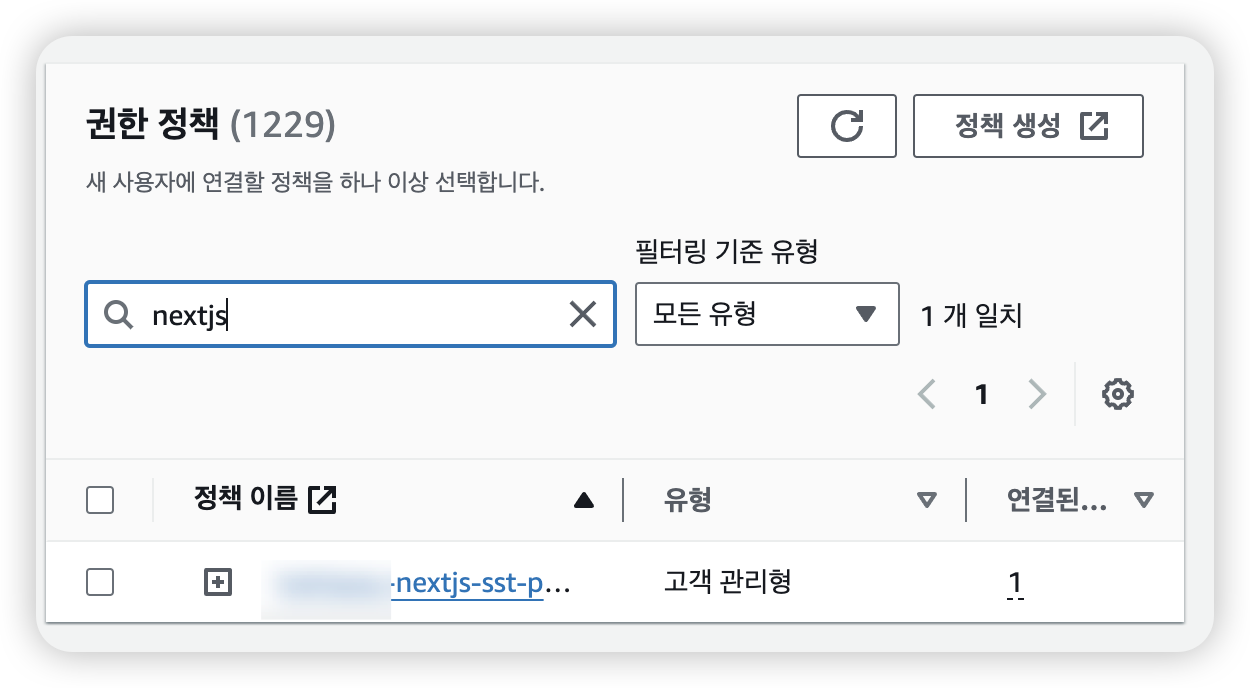 권한 정책 (1229)
정책 생성
새 사용자에 연결할 정책을 하나 이상 선택합니다.
필터링 기준 유형
nextjs
모든 유형
1 개 일치
1
정책 이름
유형
연결된...
-nextjs-sst-p...
고객 관리형
1